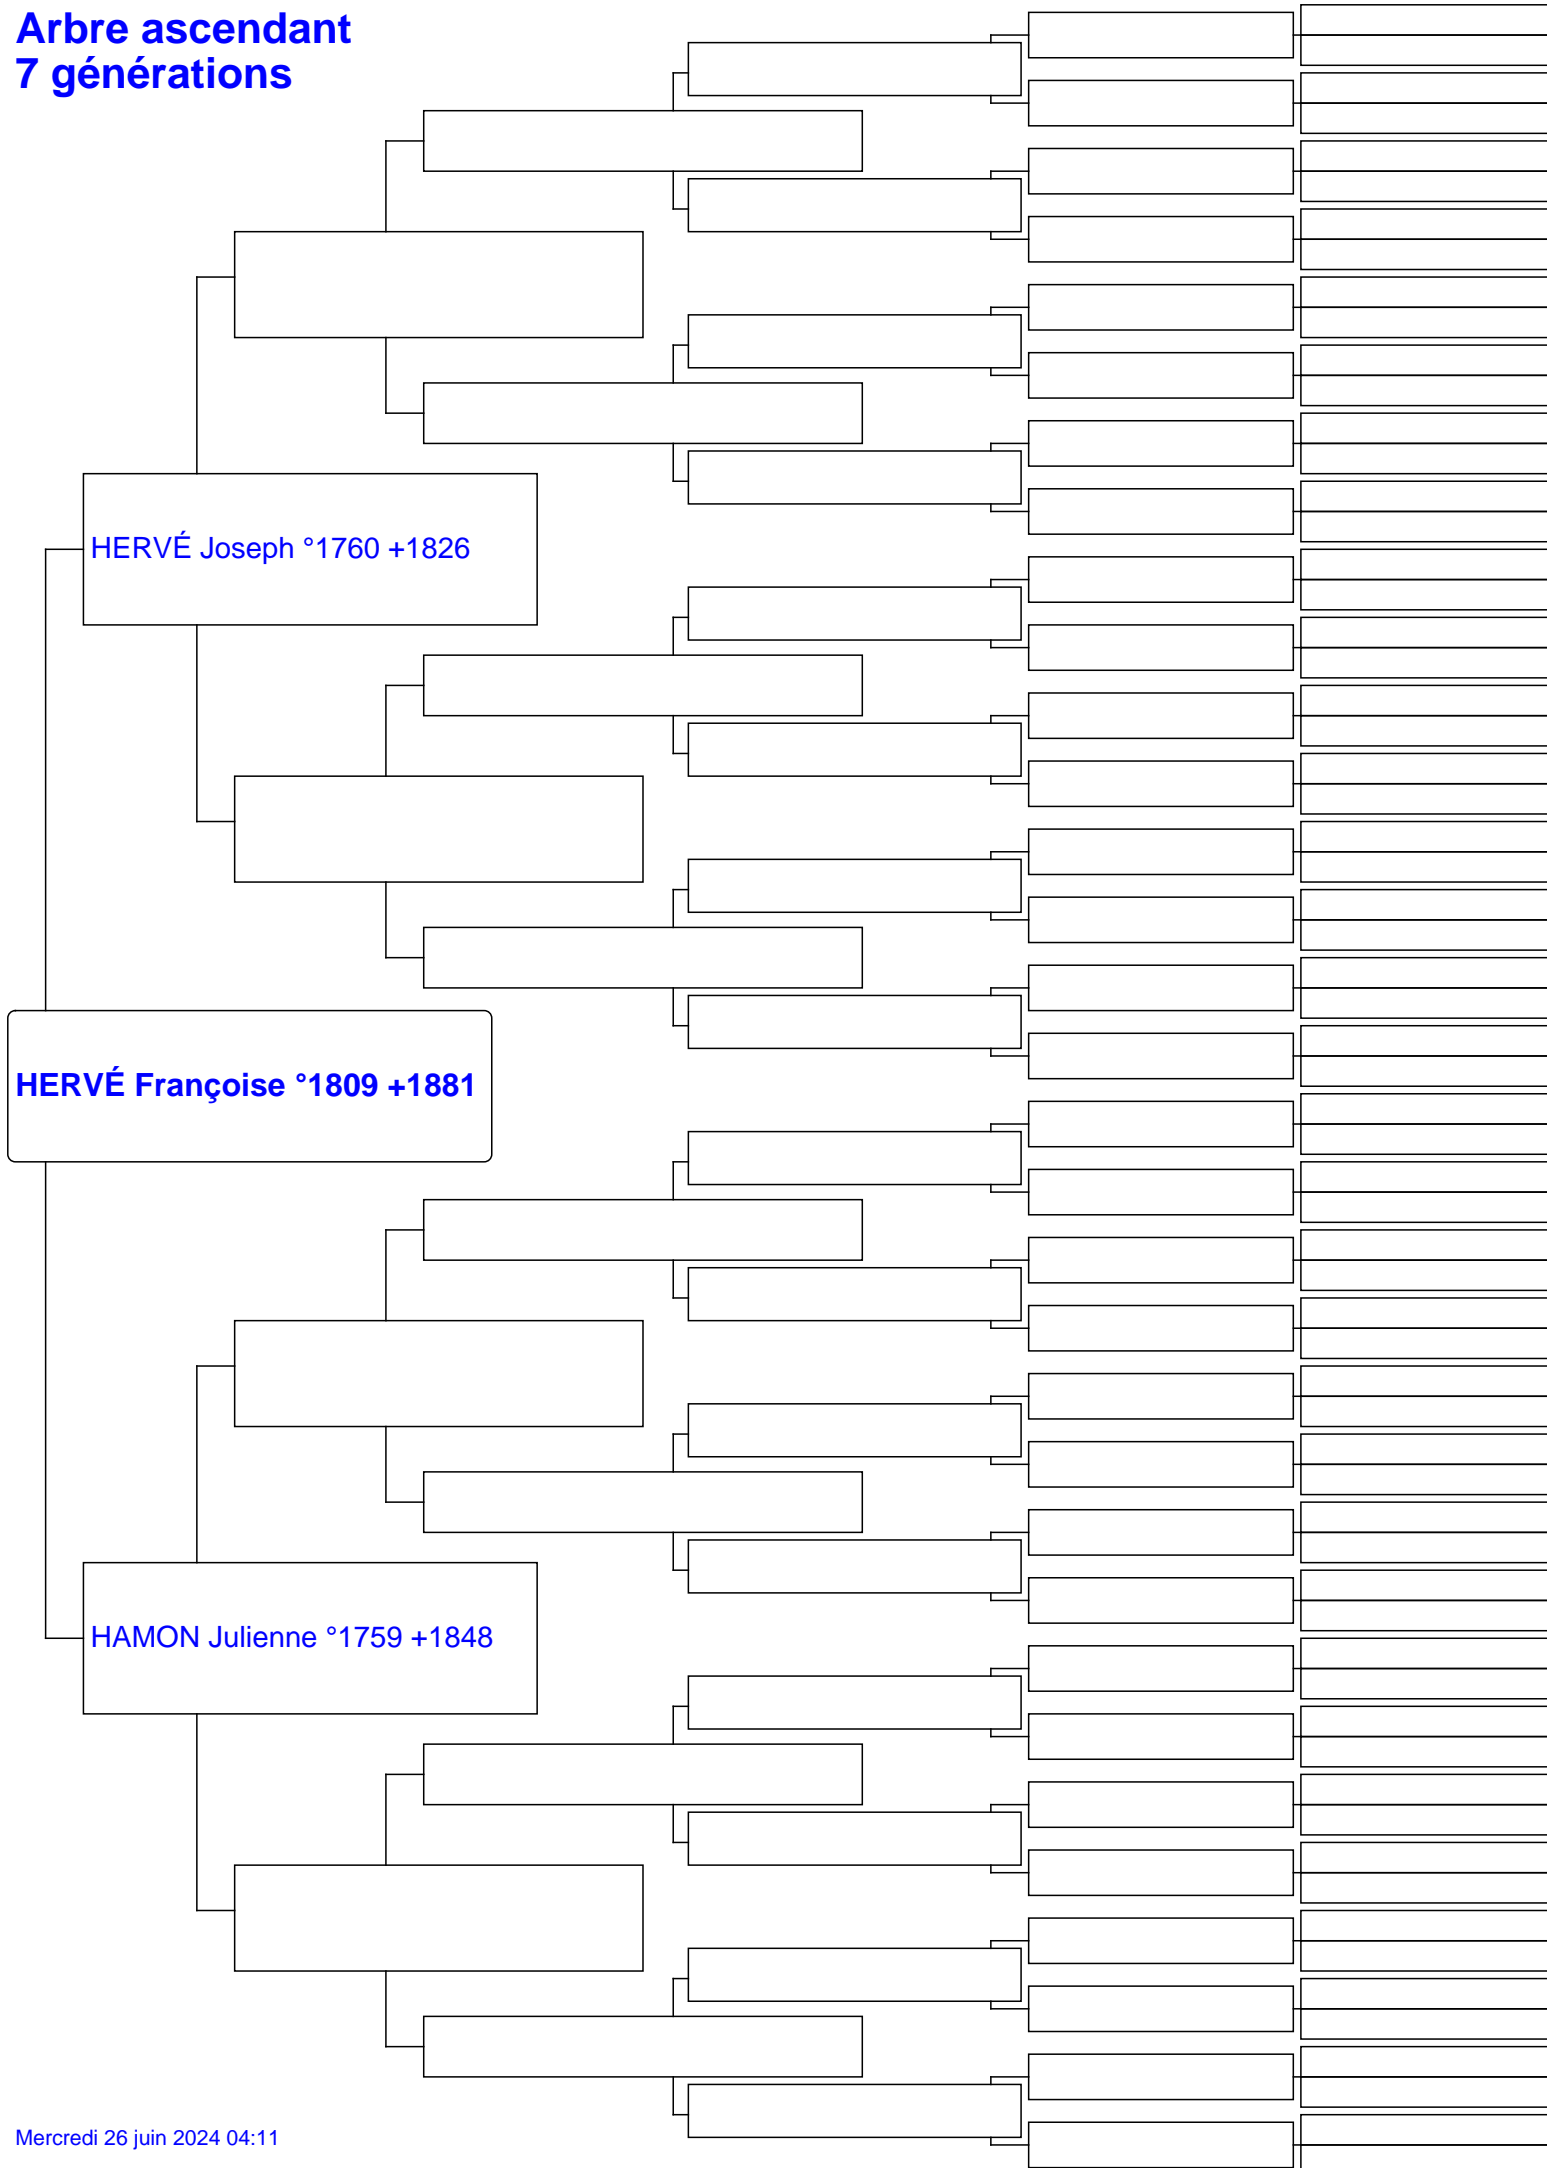 Arbre ascendant
7 générations
HERVÉ Joseph °1760 +1826
HERVÉ Françoise °1809 +1881
HAMON Julienne °1759 +1848
Mercredi 26 juin 2024 04:11